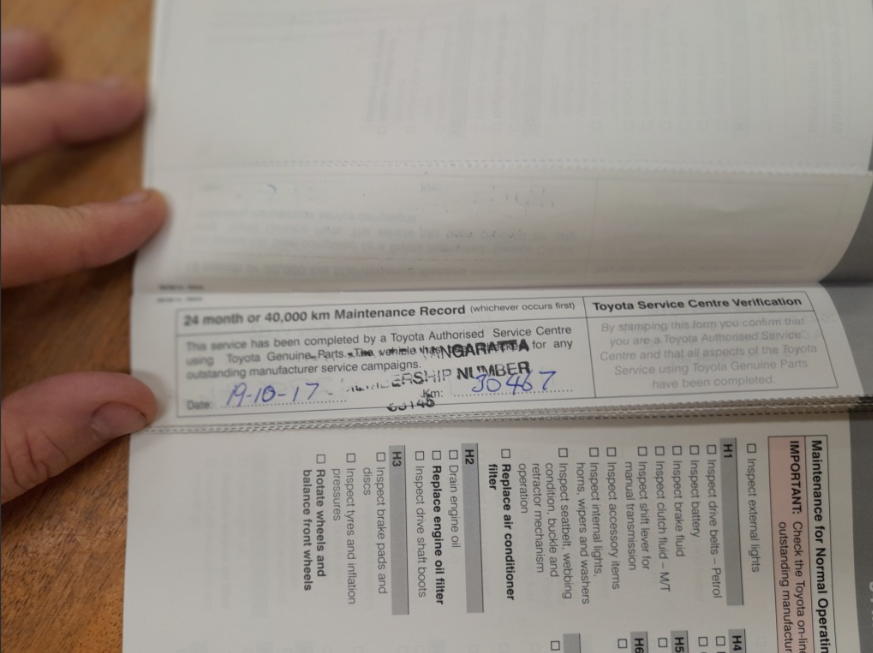 24 month or 40,000 km Maintenance Record (whichever occurs first)
This service has been completed by a Toyota Authorised Service Centre
using Toyota Genuine Parts. The vehicle for any
outstanding manufacturer service campaigns.
NGARATTA
ERSHIP NUMBER
Date: 19-10-17 Km: 30467
Toyota Service Centre Verification
By stamping this form you confirm that
you are a Toyota Authorised Service
Centre and that all aspects of the Toyota
Service using Toyota Genuine Parts
have been completed.
Maintenance for Normal Operatin
IMPORTANT: Check the Toyota on-lin
outstanding manufactur
☐ Inspect external lights
H1
☐ Inspect drive belts – Petrol
☐ Inspect battery
☐ Inspect brake fluid
☐ Inspect clutch fluid – M/T
☐ Inspect shift lever for
manual transmission
☐ Inspect accessory items
☐ Inspect internal lights,
horns, wipers and washers
☐ Inspect seatbelt, webbing
condition, buckle and
retractor mechanism
operation
☐ Replace air conditioner
filter
H2
☐ Drain engine oil
☐ Replace engine oil filter
☐ Inspect drive shaft boots
H3
☐ Inspect brake pads and
discs
☐ Inspect tyres and inflation
pressures
☐ Rotate wheels and
balance front wheels
H4
H5
H6